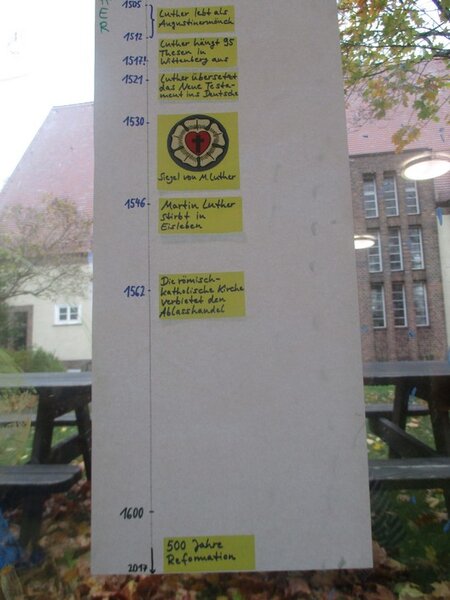 HER
1505
Luther lebt als
Augustinermönch
1512
Luther hängt 95
Thesen in
Wittenberg aus
1517!
1521
Luther übersetzt
das Neue Testa-
ment ins Deutsche
1530
Siegel von M. Luther
1546
Martin Luther
stirbt in
Eisleben
1562
Die römisch-
katholische Kirche
verbietet den
Ablasshandel
1600
2017
500 Jahre
Reformation